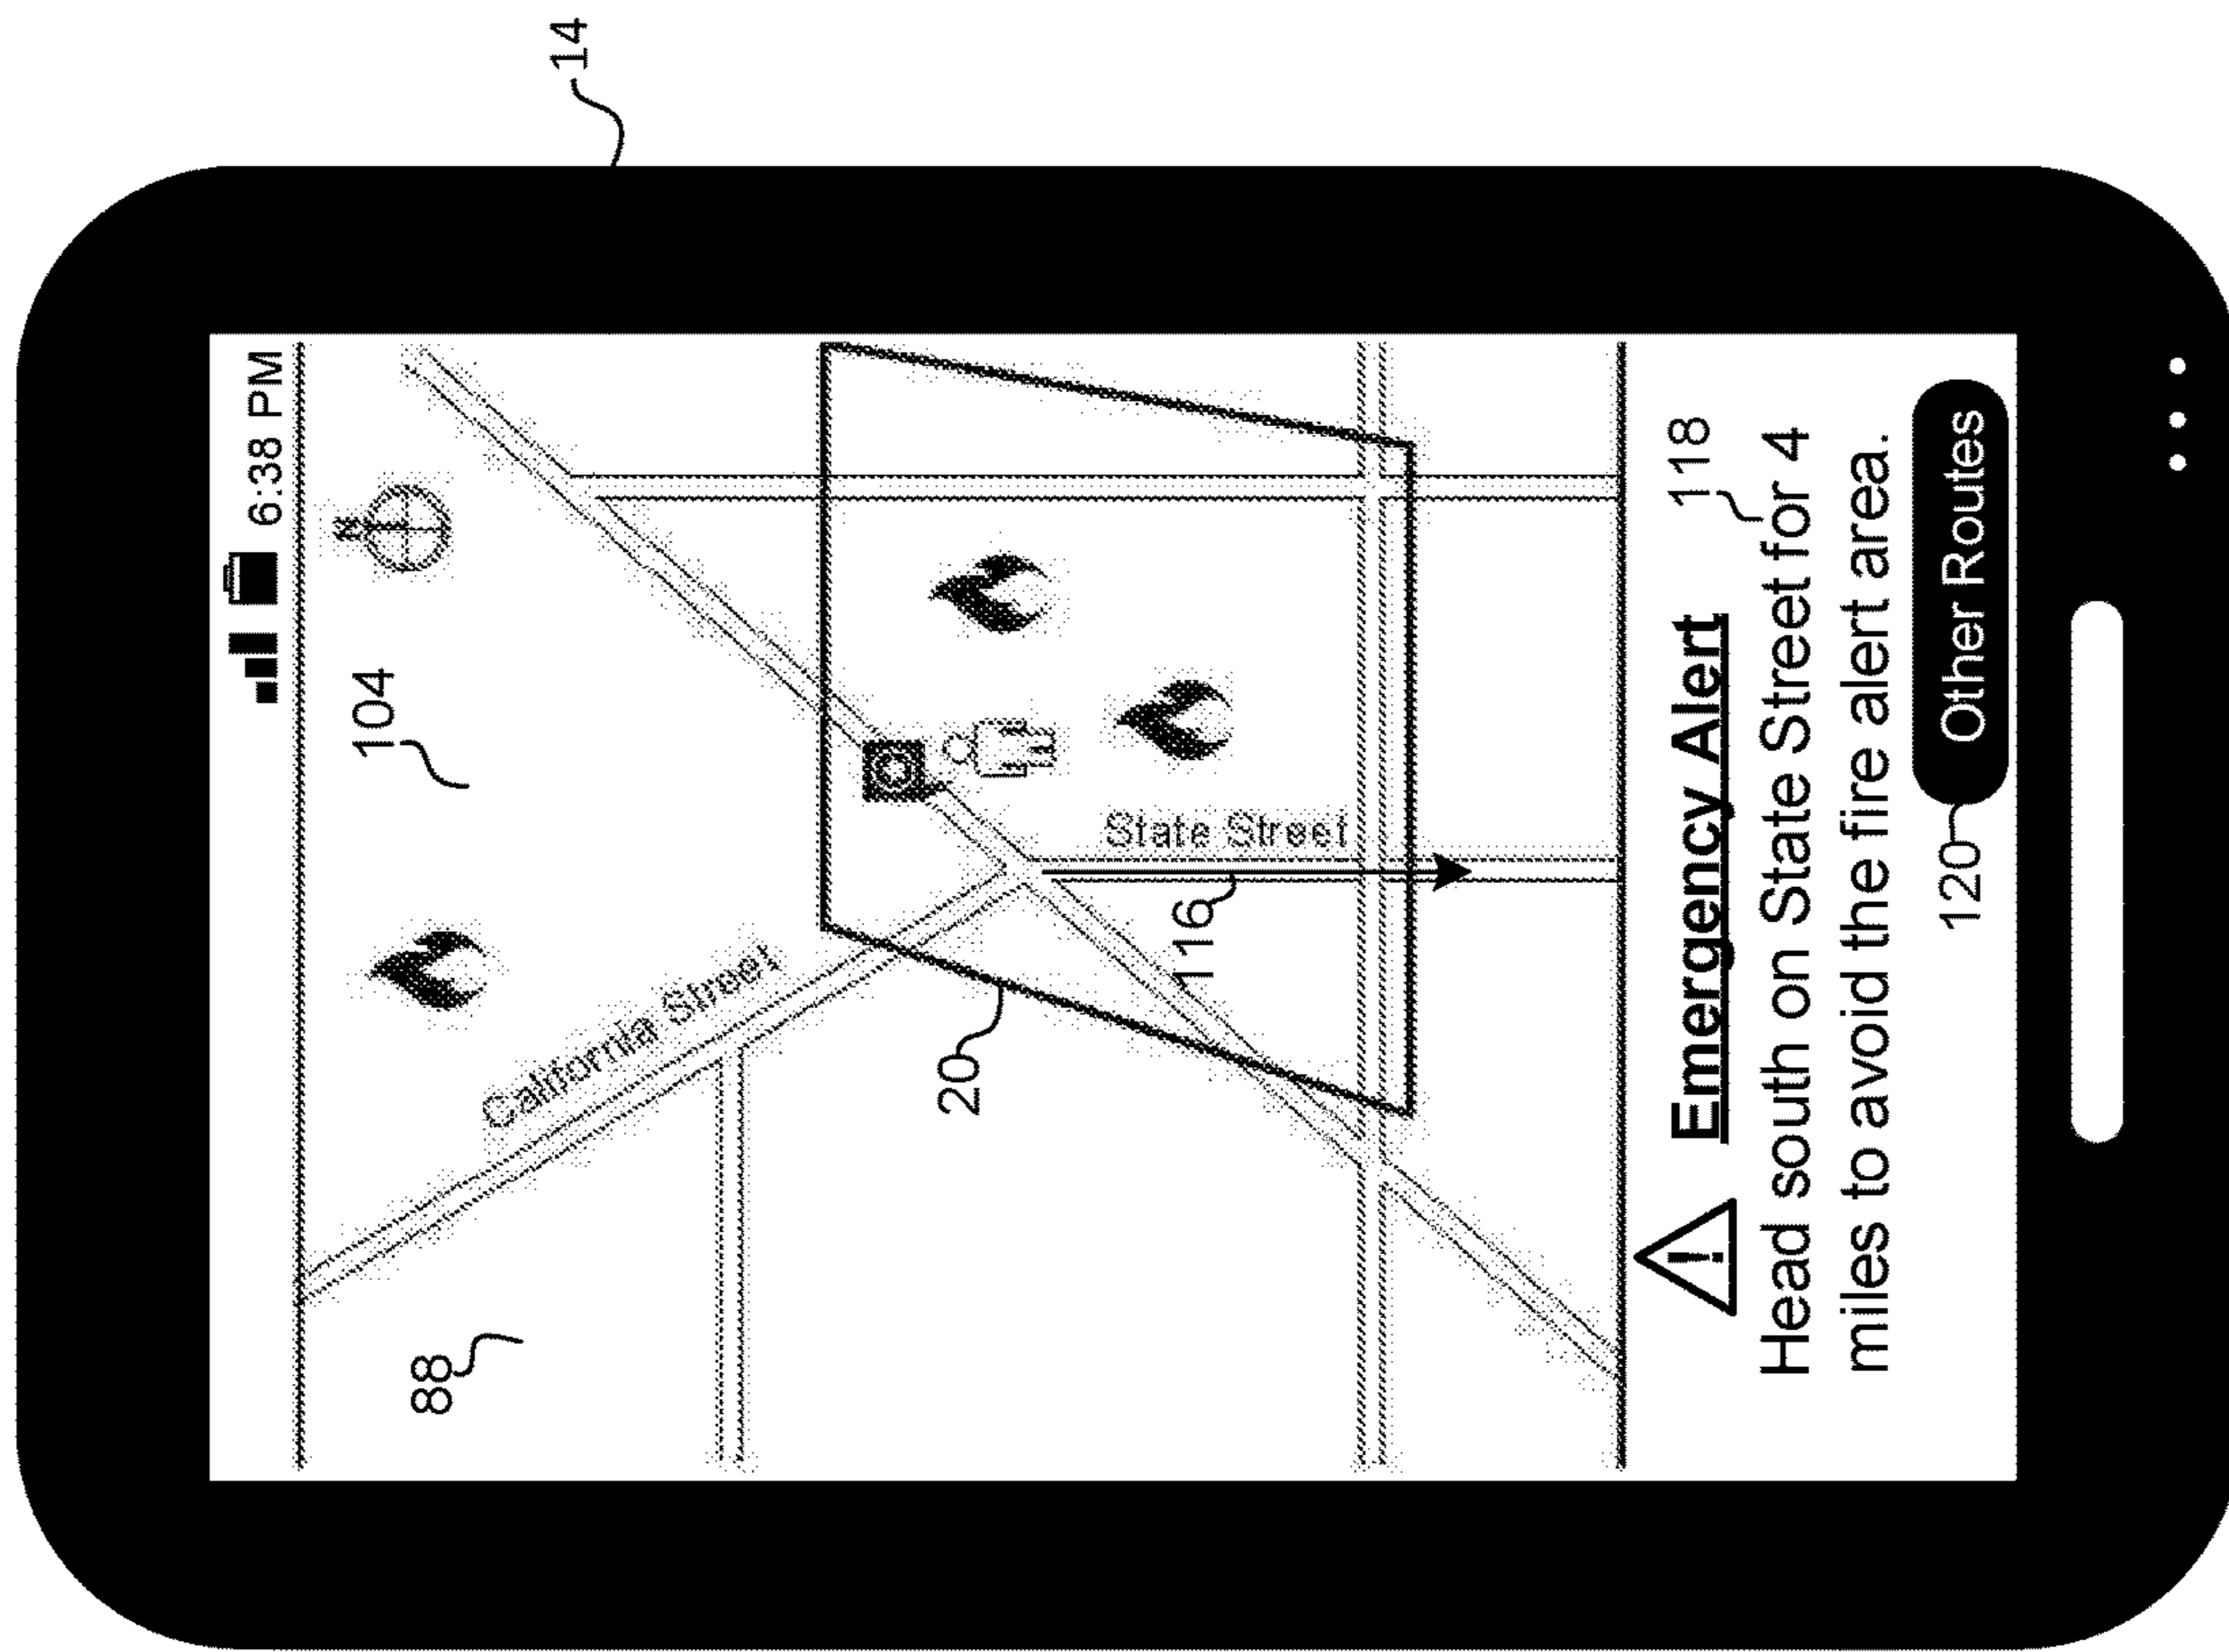 6:38 PM
N
104
88
14
California Street
20
State Street
116
! Emergency Alert 118
Head south on State Street for 4
miles to avoid the fire alert area.
120 Other Routes